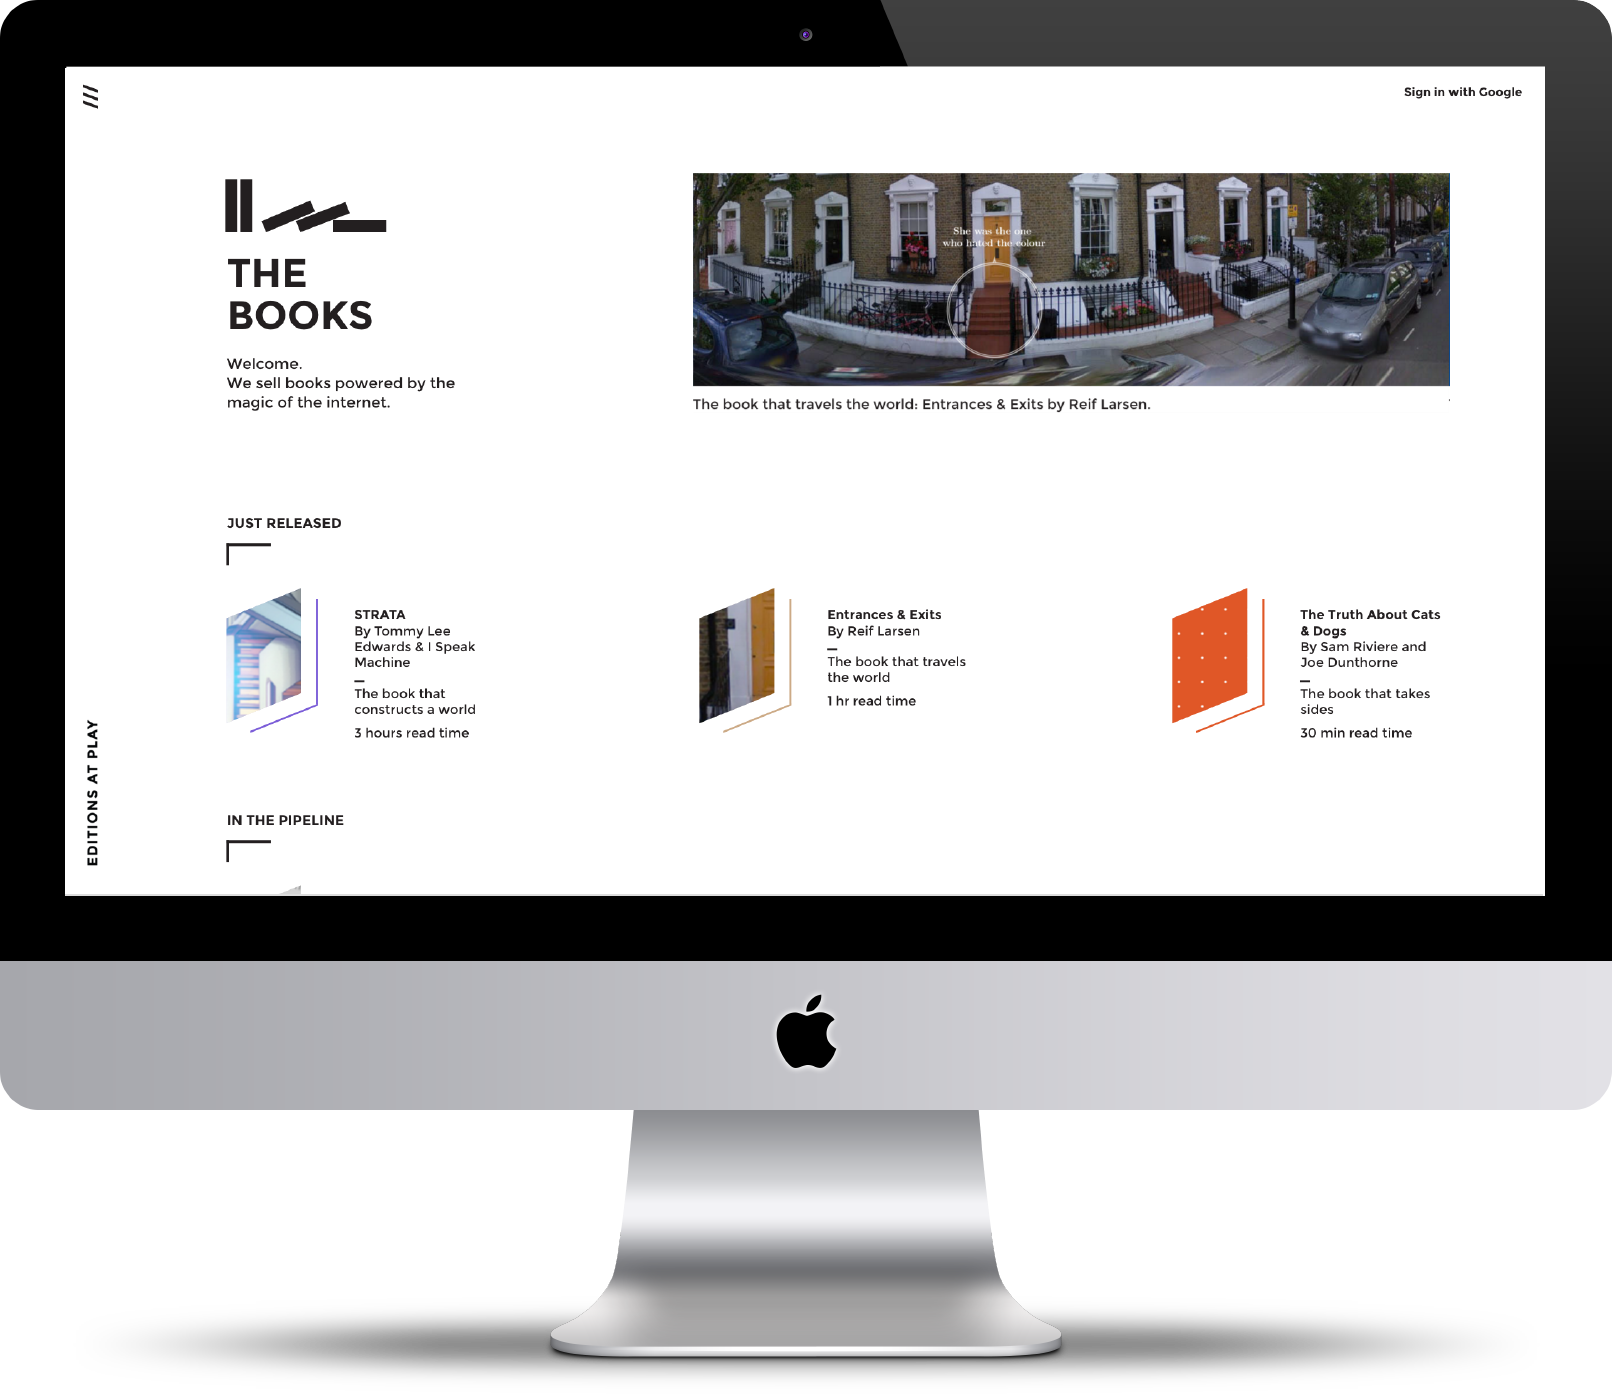 Sign in with Google
THE
BOOKS
Welcome.
We sell books powered by the
magic of the internet.
She was the one
who hated the colour
The book that travels the world: Entrances & Exits by Reif Larsen.
JUST RELEASED
STRATA
By Tommy Lee
Edwards & I Speak
Machine
The book that
constructs a world
3 hours read time
Entrances & Exits
By Reif Larsen
The book that travels
the world
1 hr read time
The Truth About Cats
& Dogs
By Sam Riviere and
Joe Dunthorne
The book that takes
sides
30 min read time
IN THE PIPELINE
EDITIONS AT PLAY